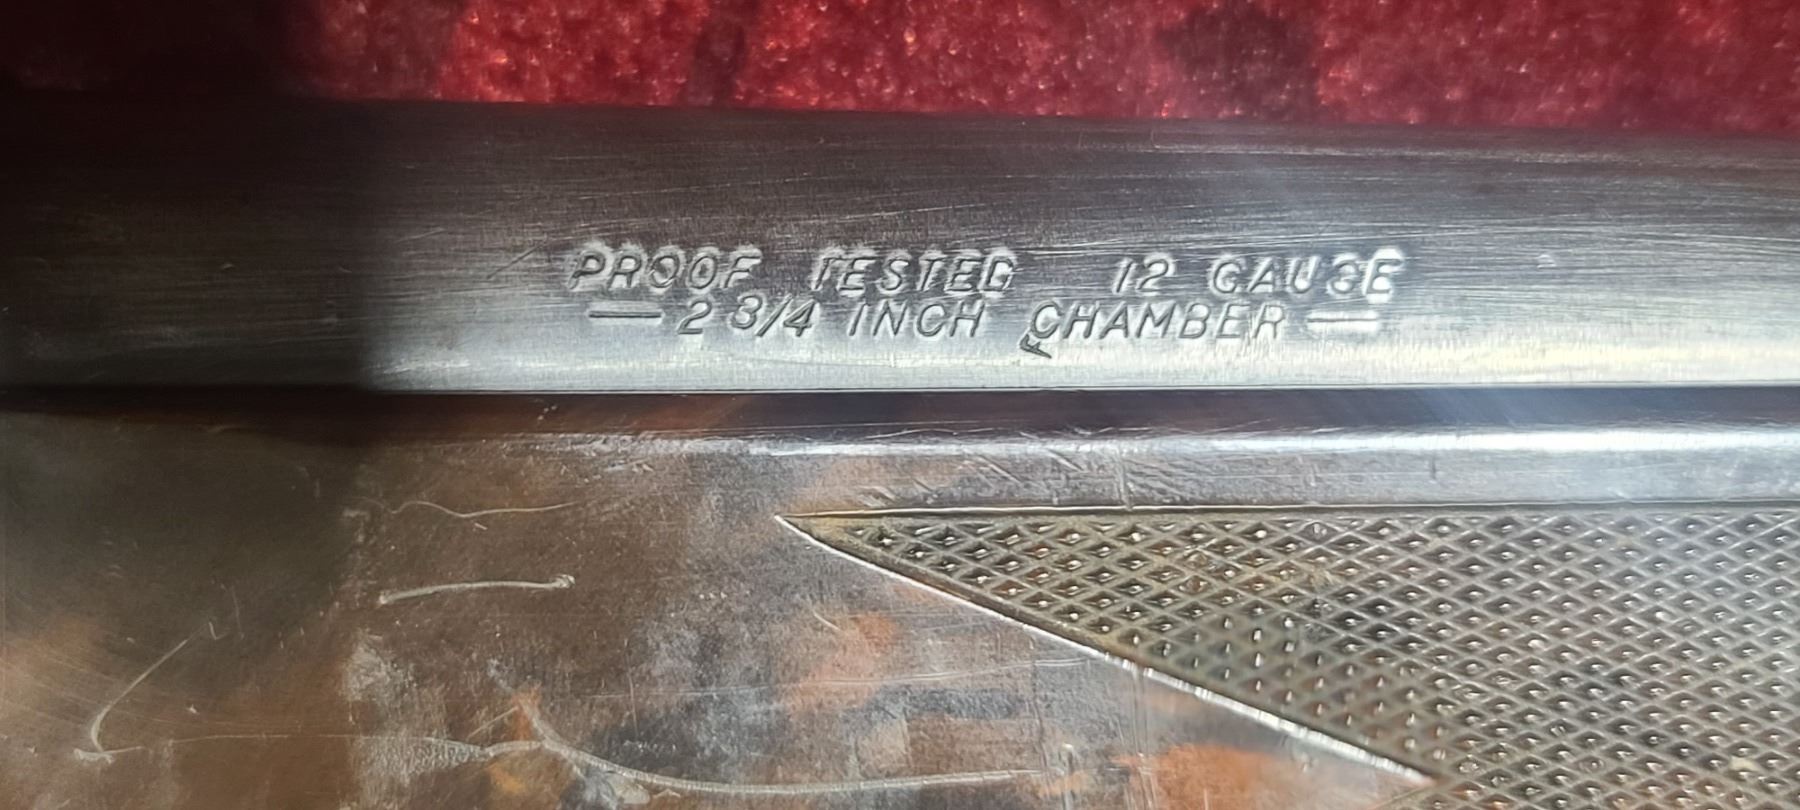 PROOF TESTED 12 GAUGE
— 2 3/4 INCH CHAMBER —